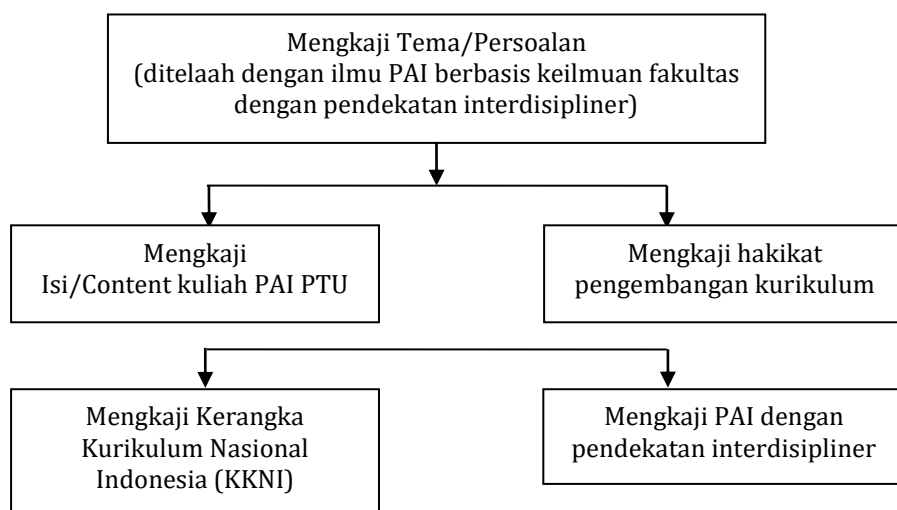 Mengkaji Tema/Persoalan
(ditelaah dengan ilmu PAI berbasis keilmuan fakultas
dengan pendekatan interdisipliner)
Mengkaji
Isi/Content kuliah PAI PTU
Mengkaji hakikat
pengembangan kurikulum
Mengkaji Kerangka
Kurikulum Nasional
Indonesia (KKNI)
Mengkaji PAI dengan
pendekatan interdisipliner